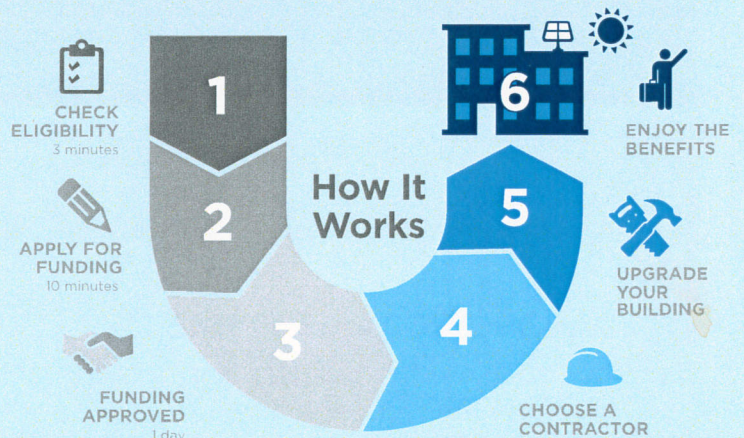 How It
Works
1
CHECK
ELIGIBILITY
3 minutes
2
APPLY FOR
FUNDING
10 minutes
3
FUNDING
APPROVED
1 day
4
CHOOSE A
CONTRACTOR
5
UPGRADE
YOUR
BUILDING
6
ENJOY THE
BENEFITS